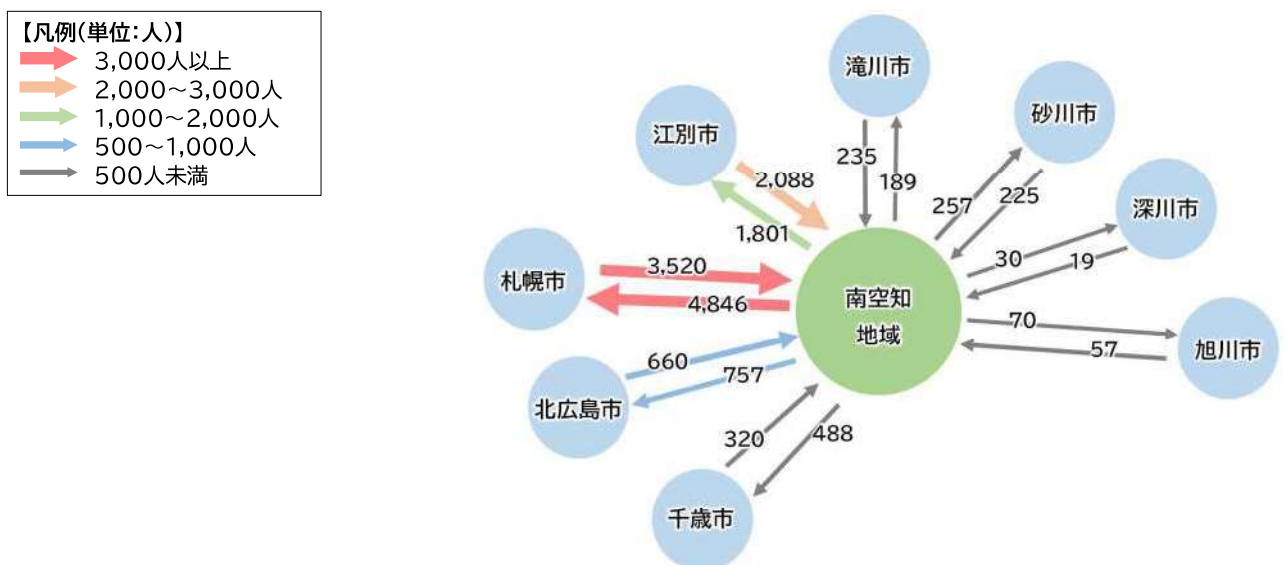 【凡例(単位:人)】
3,000人以上
2,000～3,000人
1,000～2,000人
500～1,000人
500人未満
滝川市
砂川市
江別市
深川市
札幌市
南空知
地域
旭川市
北広島市
千歳市
235
189
257
225
2,088
1,801
30
19
3,520
4,846
70
57
660
757
320
488